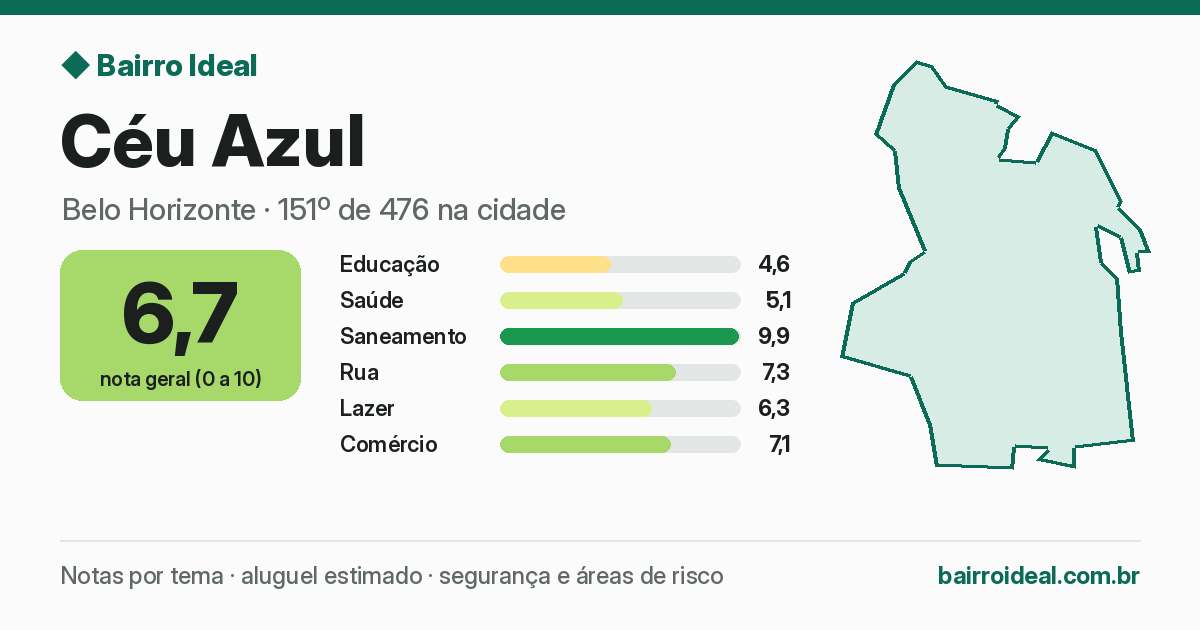 Bairro Ideal
Céu Azul
Belo Horizonte · 151º de 476 na cidade
6,7
nota geral (0 a 10)
Educação 4,6
Saúde 5,1
Saneamento 9,9
Rua 7,3
Lazer 6,3
Comércio 7,1
Notas por tema · aluguel estimado · segurança e áreas de risco
bairroideal.com.br